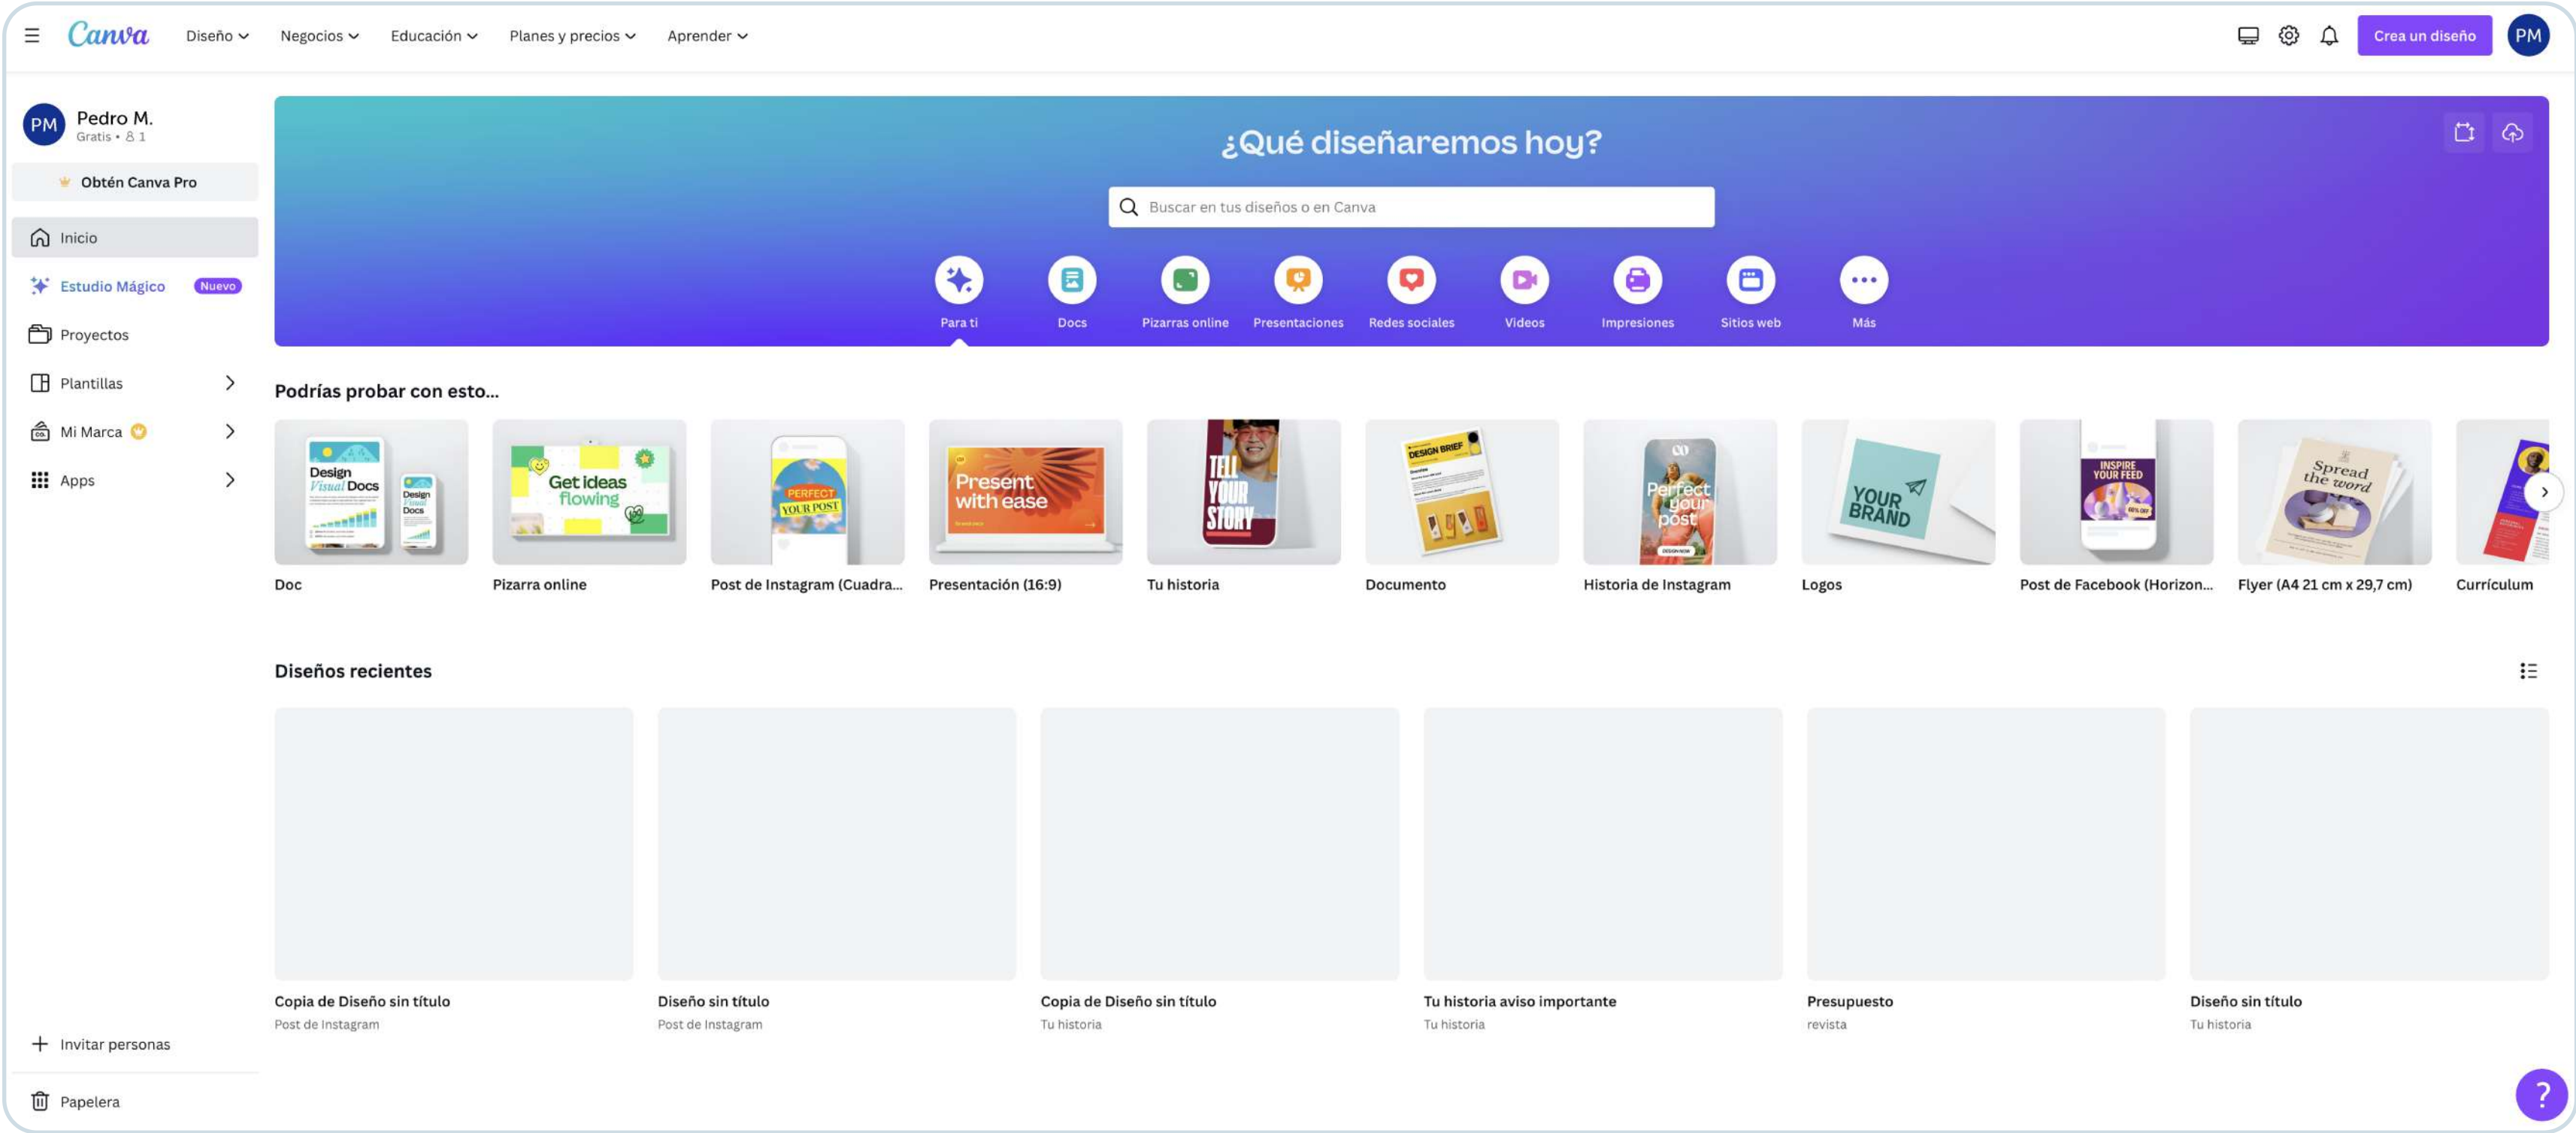 Canva
Diseño
Negocios
Educación
Planes y precios
Aprender
Crea un diseño
PM
PM
Pedro M.
Gratis • 1
Obtén Canva Pro
Inicio
Estudio Mágico
Nuevo
Proyectos
Plantillas
Mi Marca
Apps
Invitar personas
Papelera
¿Qué diseñaremos hoy?
Buscar en tus diseños o en Canva
Para ti
Docs
Pizarras online
Presentaciones
Redes sociales
Videos
Impresiones
Sitios web
Más
Podrías probar con esto...
Design
Visual Docs
Design
Visual
Docs
Doc
Get ideas
flowing
Pizarra online
PERFECT
YOUR POST
Post de Instagram (Cuadra...
Present
with ease
Presentación (16:9)
TELL
YOUR
STORY
Tu historia
DESIGN BRIEF
Documento
Perfect
your
post
DESIGN NOW
Historia de Instagram
YOUR
BRAND
Logos
INSPIRE
YOUR FEED
Post de Facebook (Horizon...
Spread
the word
Flyer (A4 21 cm x 29,7 cm)
Currículum
Diseños recientes
Copia de Diseño sin título
Post de Instagram
Diseño sin título
Post de Instagram
Copia de Diseño sin título
Tu historia
Tu historia aviso importante
Tu historia
Presupuesto
revista
Diseño sin título
Tu historia
?